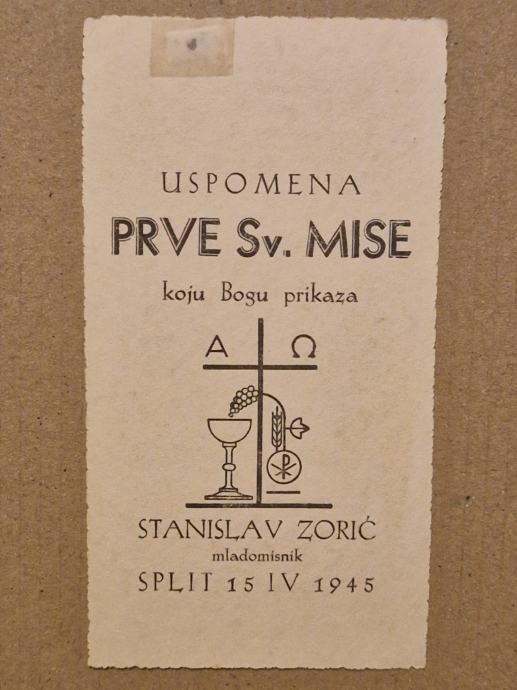 USPOMENA
PRVE Sv. MISE
koju Bogu prikaza
Α Ω
STANISLAV ZORIĆ
mladomisnik
SPLIT 15 IV 1945